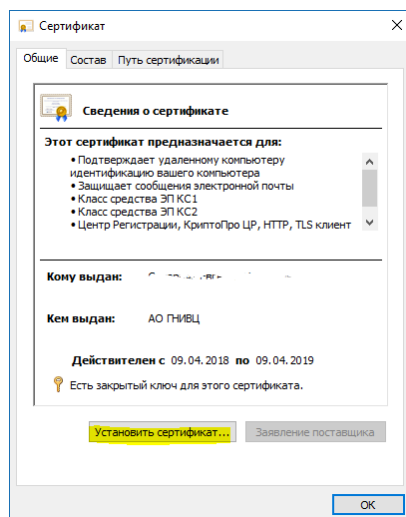 Сертификат
Общие Состав Путь сертификации
Сведения о сертификате
Этот сертификат предназначается для:
• Подтверждает удаленному компьютеру
идентификацию вашего компьютера
• Защищает сообщения электронной почты
• Класс средства ЭП КС1
• Класс средства ЭП КС2
• Центр Регистрации, КриптоПро ЦР, HTTP, TLS клиент
Кому выдан:
Кем выдан: АО ГНИВЦ
Действителен с 09.04.2018 по 09.04.2019
Есть закрытый ключ для этого сертификата.
Установить сертификат... Заявление поставщика
ОК